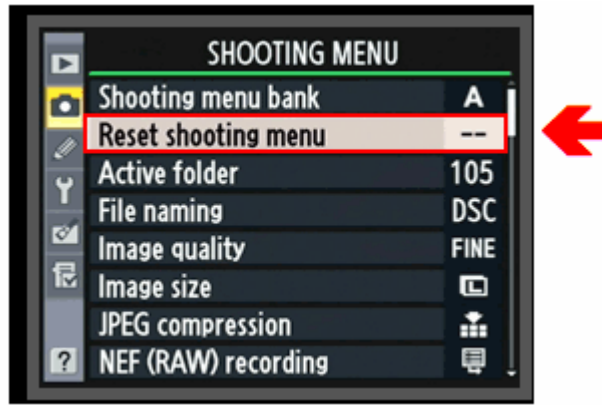 SHOOTING MENU
Shooting menu bank A
Reset shooting menu --
Active folder 105
File naming DSC
Image quality FINE
Image size L
JPEG compression
NEF (RAW) recording
?